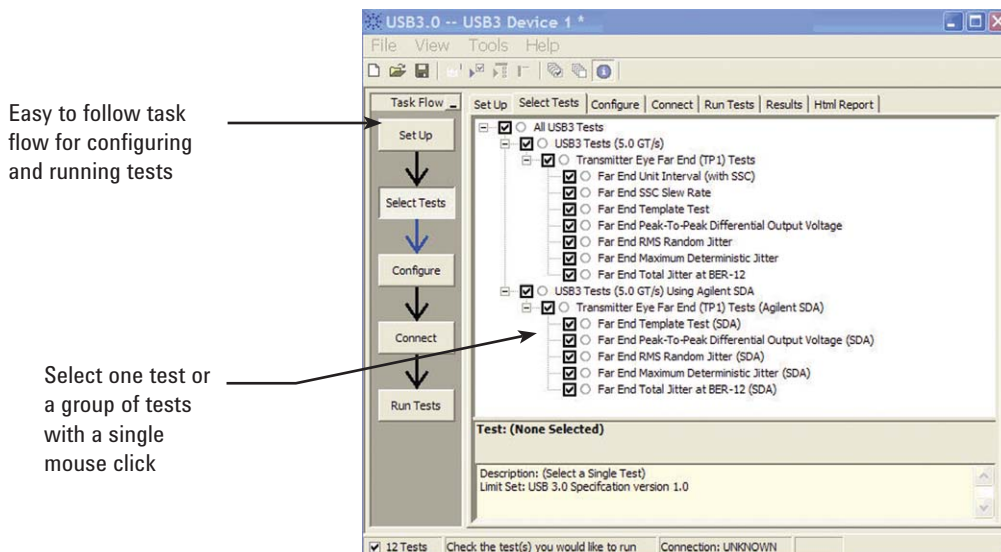 USB3.0 -- USB3 Device 1 *
File View Tools Help
Easy to follow task
flow for configuring
and running tests
Task Flow
Set Up
Select Tests
Configure
Connect
Run Tests
Select one test or
a group of tests
with a single
mouse click
Set Up Select Tests Configure Connect Run Tests Results Html Report
All USB3 Tests
USB3 Tests (5.0 GT/s)
Transmitter Eye Far End (TP1) Tests
Far End Unit Interval (with SSC)
Far End SSC Slew Rate
Far End Template Test
Far End Peak-To-Peak Differential Output Voltage
Far End RMS Random Jitter
Far End Maximum Deterministic Jitter
Far End Total Jitter at BER-12
USB3 Tests (5.0 GT/s) Using Agilent SDA
Transmitter Eye Far End (TP1) Tests (Agilent SDA)
Far End Template Test (SDA)
Far End Peak-To-Peak Differential Output Voltage (SDA)
Far End RMS Random Jitter (SDA)
Far End Maximum Deterministic Jitter (SDA)
Far End Total Jitter at BER-12 (SDA)
Test: (None Selected)
Description: (Select a Single Test)
Limit Set: USB 3.0 Specifcation version 1.0
12 Tests Check the test(s) you would like to run Connection: UNKNOWN